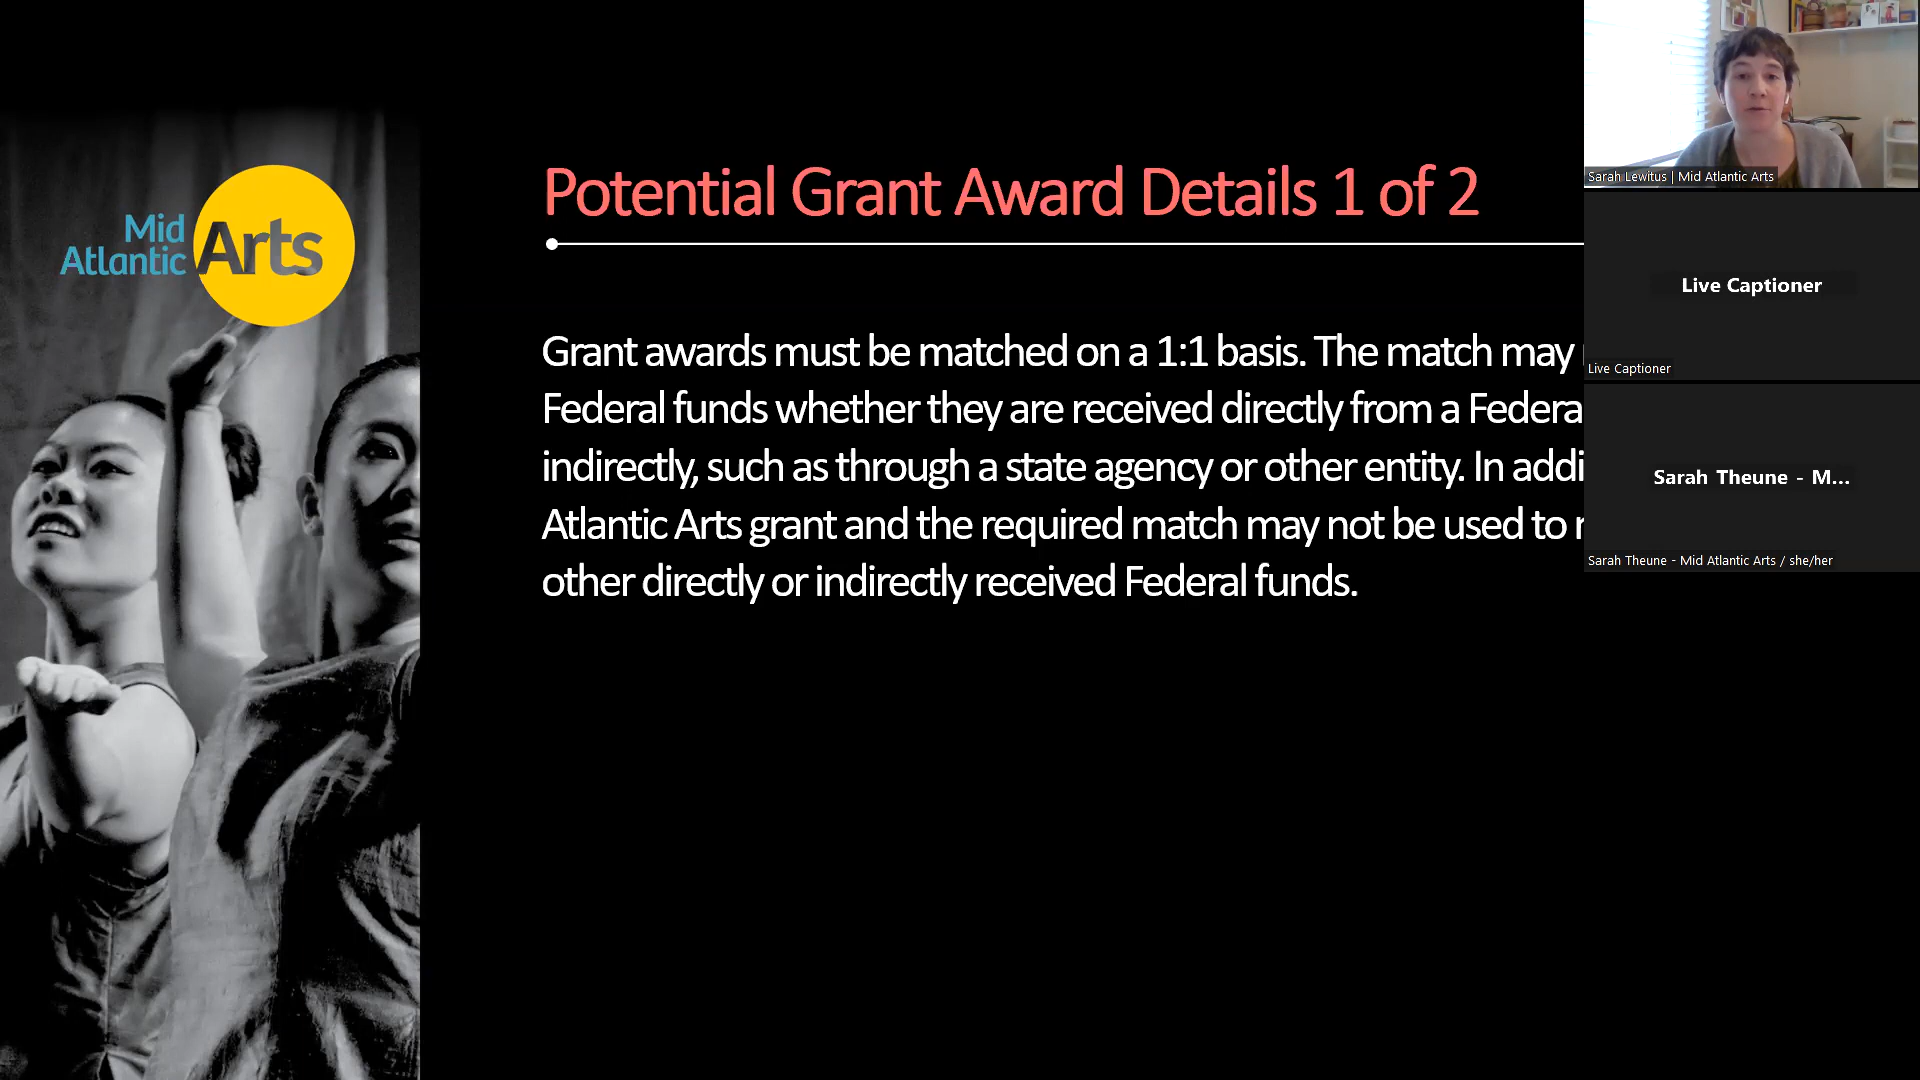 Mid
Atlantic
Arts
Potential Grant Award Details 1 of 2
Grant awards must be matched on a 1:1 basis. The match may
Federal funds whether they are received directly from a Federa
indirectly, such as through a state agency or other entity. In addi
Atlantic Arts grant and the required match may not be used to
other directly or indirectly received Federal funds.
Sarah Lewitus | Mid Atlantic Arts
Live Captioner
Live Captioner
Sarah Theune - M...
Sarah Theune - Mid Atlantic Arts / she/her